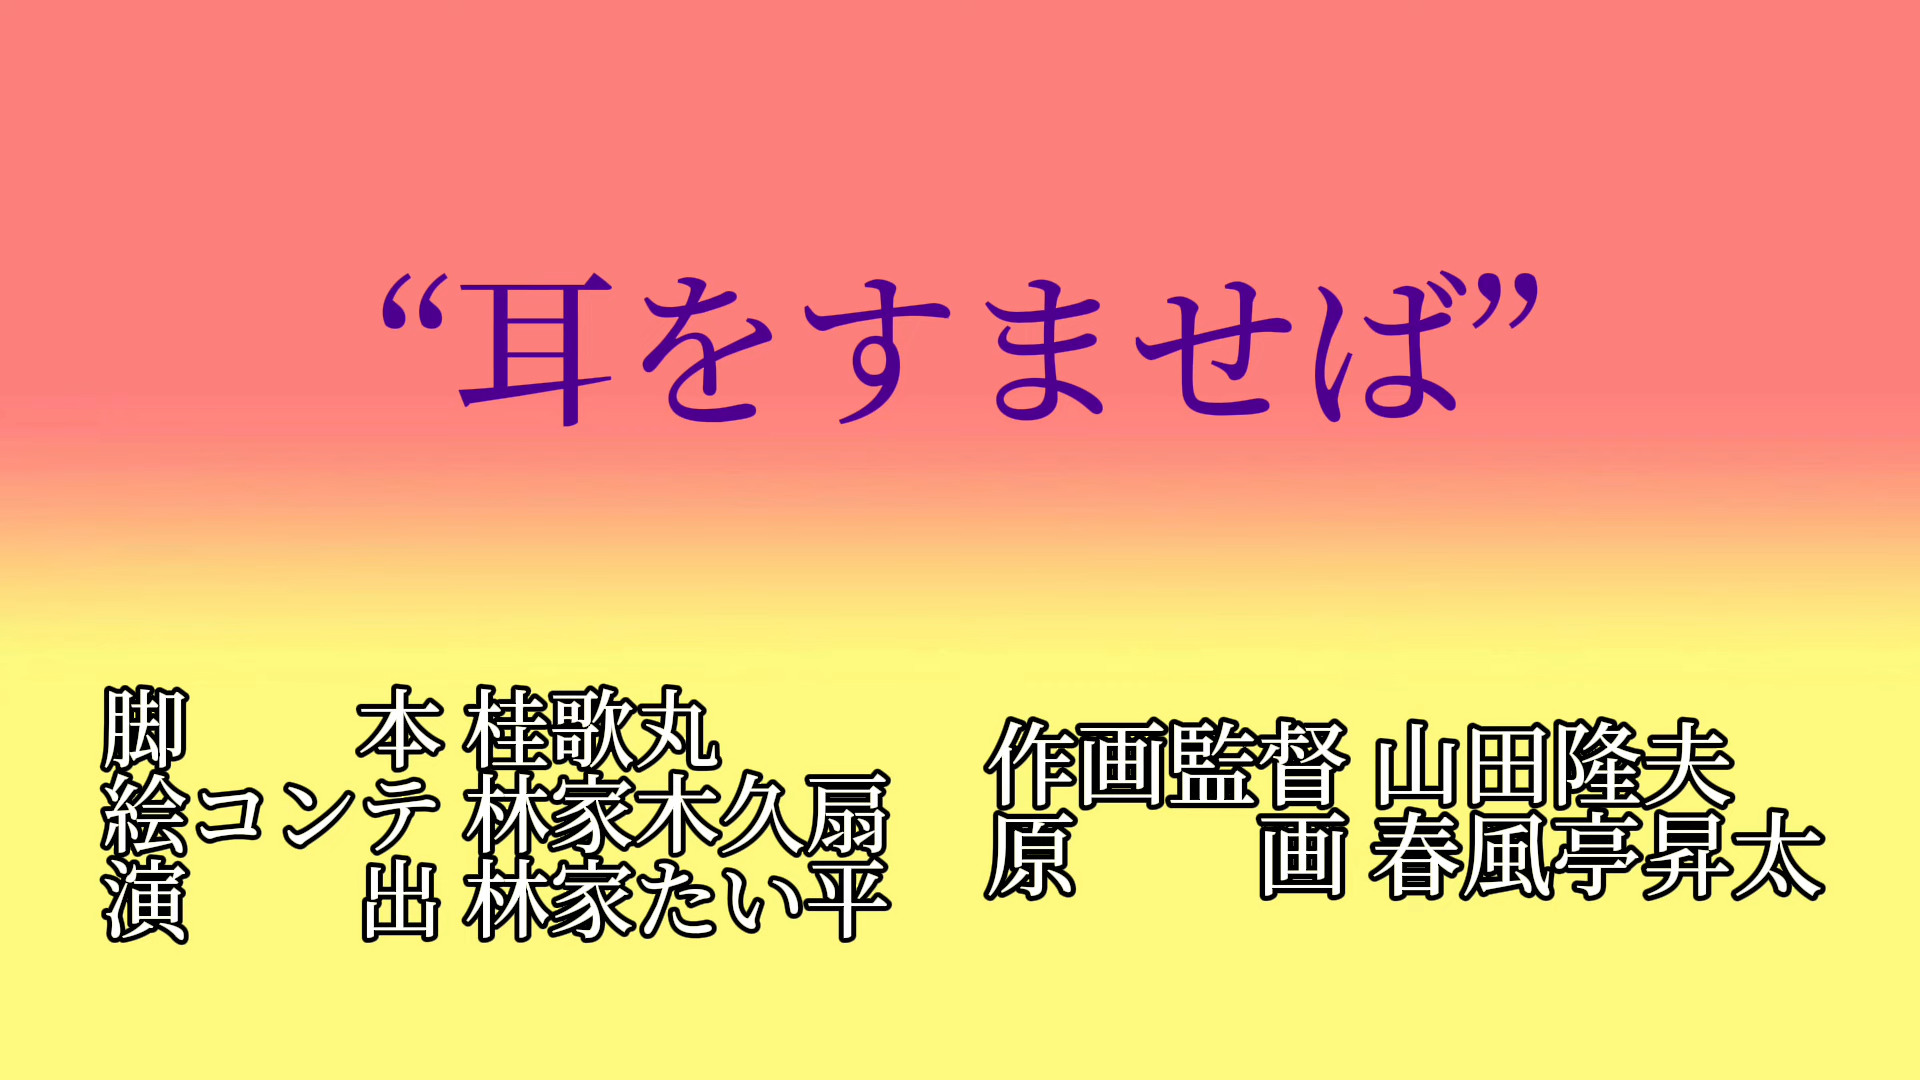 “耳をすませば”
脚　　本 桂歌丸
絵コンテ 林家木久扇
演　　出 林家たい平
作画監督 山田隆夫
原　　画 春風亭昇太